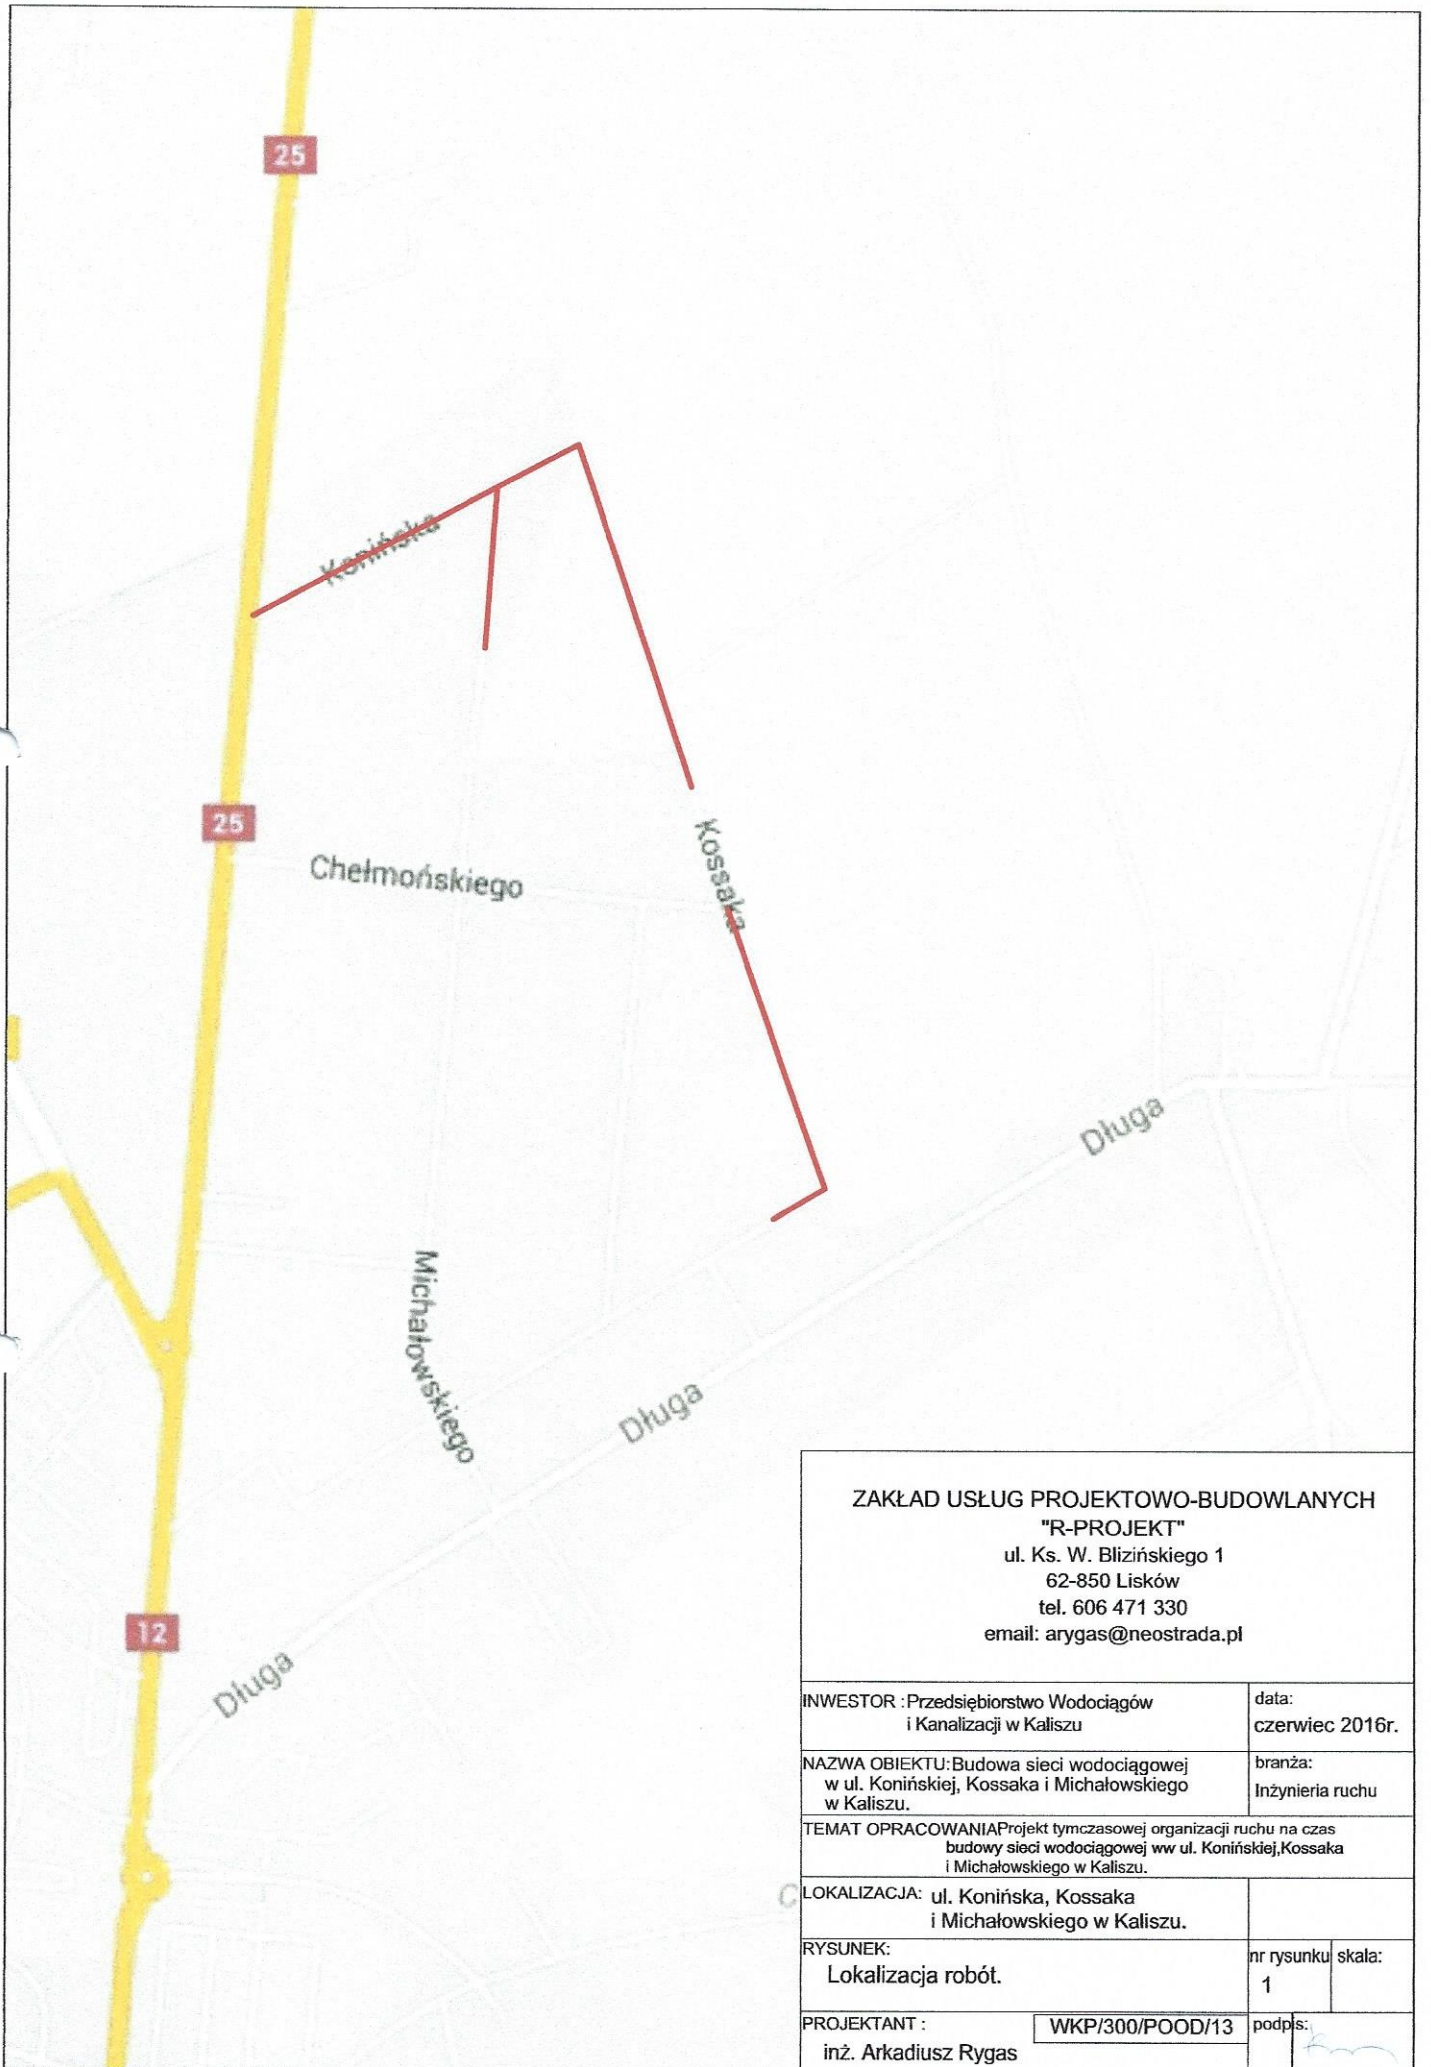 25
Konińska
25
Chełmońskiego
Kossaka
Długa
Michałowskiego
Długa
12
Długa
C
ZAKŁAD USŁUG PROJEKTOWO-BUDOWLANYCH
"R-PROJEKT"
ul. Ks. W. Blizińskiego 1
62-850 Lisków
tel. 606 471 330
email: arygas@neostrada.pl
INWESTOR : Przedsiębiorstwo Wodociągów
i Kanalizacji w Kaliszu
data:
czerwiec 2016r.
NAZWA OBIEKTU: Budowa sieci wodociągowej
w ul. Konińskiej, Kossaka i Michałowskiego
w Kaliszu.
branża:
Inżynieria ruchu
TEMAT OPRACOWANIA Projekt tymczasowej organizacji ruchu na czas
budowy sieci wodociągowej ww ul. Konińskiej,Kossaka
i Michałowskiego w Kaliszu.
LOKALIZACJA: ul. Konińska, Kossaka
i Michałowskiego w Kaliszu.
RYSUNEK:
Lokalizacja robót.
nr rysunku
1
skala:
PROJEKTANT :
WKP/300/POOD/13
inż. Arkadiusz Rygas
podpis: